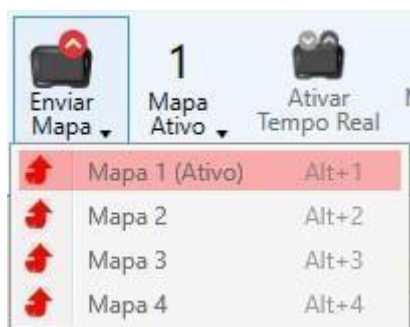 1
Enviar Mapa
Mapa Ativo
Ativar Tempo Real
Mapa 1 (Ativo) Alt+1
Mapa 2 Alt+2
Mapa 3 Alt+3
Mapa 4 Alt+4